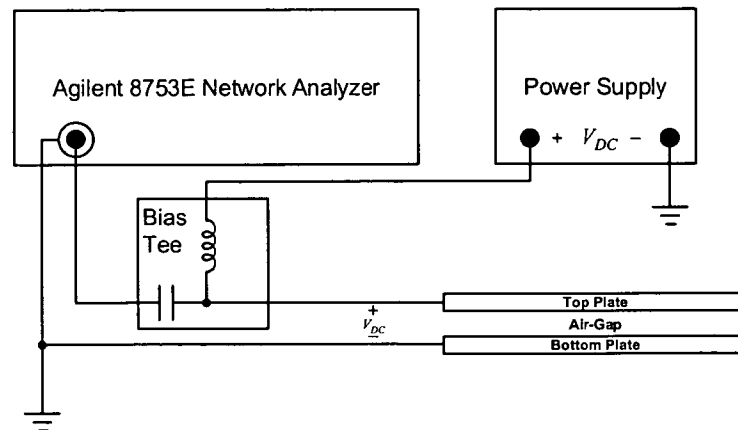 Agilent 8753E Network Analyzer
Power Supply
+ V_DC −
Bias
Tee
+
V_DC
−
Top Plate
Air-Gap
Bottom Plate